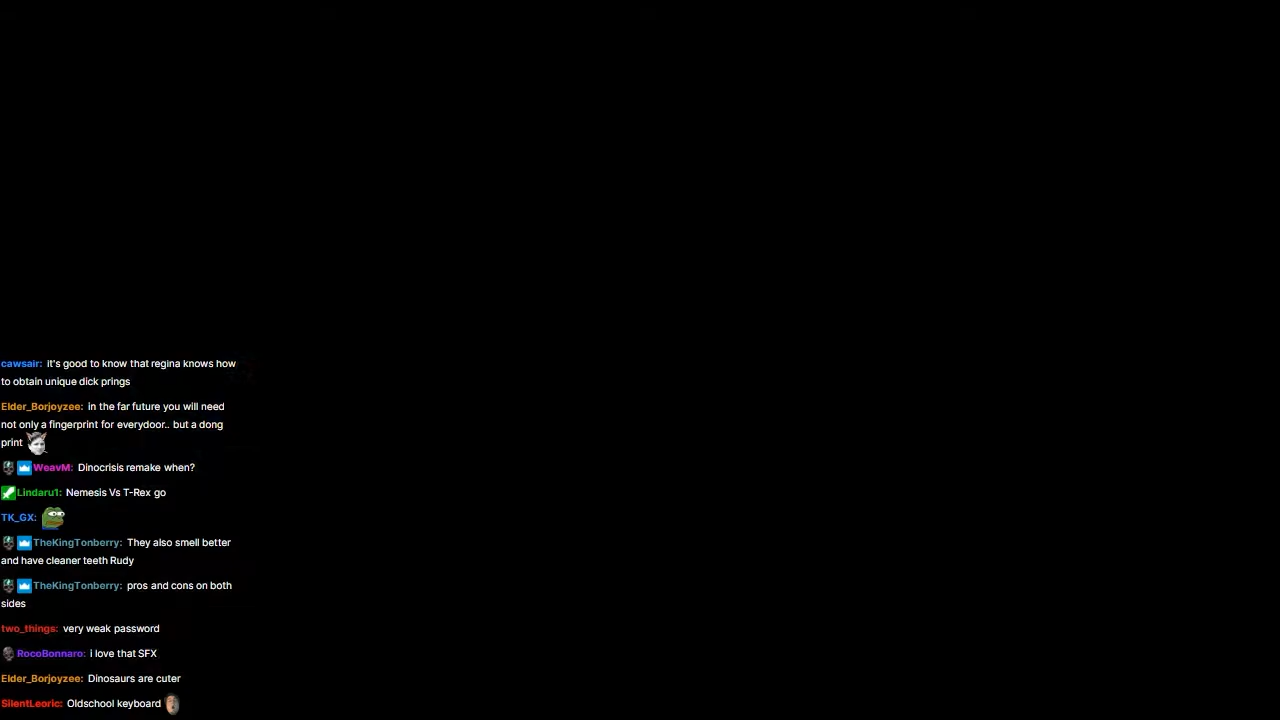 cawsair: it's good to know that regina knows how
to obtain unique dick prings
Elder_Borjoyzee: in the far future you will need
not only a fingerprint for everydoor.. but a dong
print
WeavM: Dinocrisis remake when?
Lindaru1: Nemesis Vs T-Rex go
TK_GX:
TheKingTonberry: They also smell better
and have cleaner teeth Rudy
TheKingTonberry: pros and cons on both
sides
two_things: very weak password
RocoBonnaro: i love that SFX
Elder_Borjoyzee: Dinosaurs are cuter
SilentLeoric: Oldschool keyboard